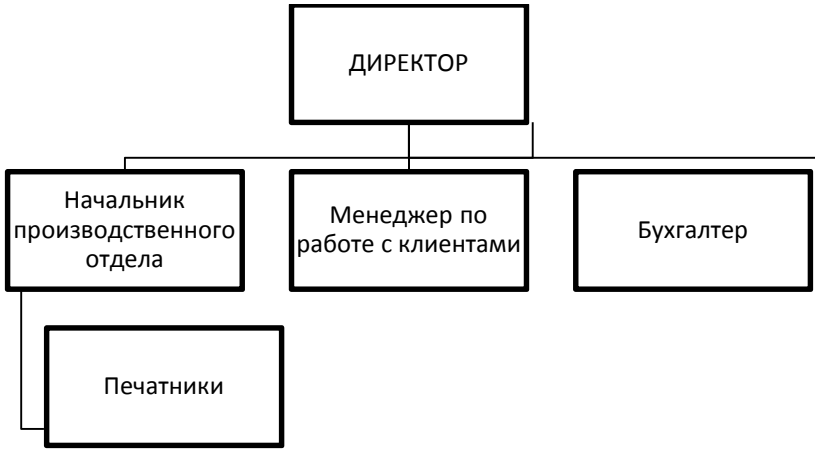 ДИРЕКТОР
Начальник
производственного
отдела
Менеджер по
работе с клиентами
Бухгалтер
Печатники